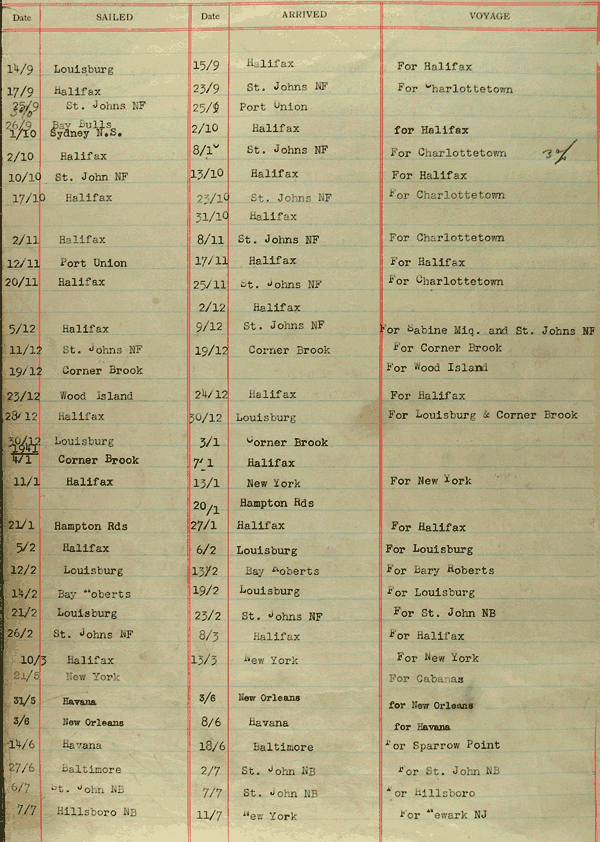 Date SAILED Date ARRIVED VOYAGE
14/9 Louisburg 15/9 Halifax For Halifax
17/9 Halifax 23/9 St. Johns NF For Charlottetown
25/9 St. Johns NF 25/9 Port Union
26/9 Bay Bulls
1/10 Sydney N.S. 2/10 Halifax for Halifax
2/10 Halifax 8/10 St. Johns NF For Charlottetown
10/10 St. John NF 13/10 Halifax For Halifax
17/10 Halifax 23/10 St. Johns NF For Charlottetown
31/10 Halifax
2/11 Halifax 8/11 St. Johns NF For Charlottetown
12/11 Port Union 17/11 Halifax For Halifax
20/11 Halifax 25/11 St. Johns NF For Charlottetown
2/12 Halifax
5/12 Halifax 9/12 St. Johns NF For Sabine Miq. and St. Johns NF
11/12 St. Johns NF 19/12 Corner Brook For Corner Brook
19/12 Corner Brook For Wood Island
23/12 Wood Island 24/12 Halifax For Halifax
28/12 Halifax 30/12 Louisburg For Louisburg & Corner Brook
30/12 Louisburg 3/1 Corner Brook
1941
4/1 Corner Brook 7/1 Halifax
11/1 Halifax 13/1 New York For New York
20/1 Hampton Rds
21/1 Hampton Rds 27/1 Halifax For Halifax
5/2 Halifax 6/2 Louisburg For Louisburg
12/2 Louisburg 13/2 Bay Roberts For Bary Roberts
14/2 Bay Roberts 19/2 Louisburg For Louisburg
21/2 Louisburg 23/2 St. Johns NF For St. John NB
26/2 St. Johns NF 8/3 Halifax For Halifax
10/3 Halifax 13/3 New York For New York
21/5 New York For Cabanas
31/5 Havana 3/6 New Orleans for New Orleans
3/6 New Orleans 8/6 Havana for Havana
14/6 Havana 18/6 Baltimore For Sparrow Point
27/6 Baltimore 2/7 St. John NB For St. John NB
6/7 St. John NB 7/7 St. John NB For Hillsboro
7/7 Hillsboro NB 11/7 New York For Newark NJ